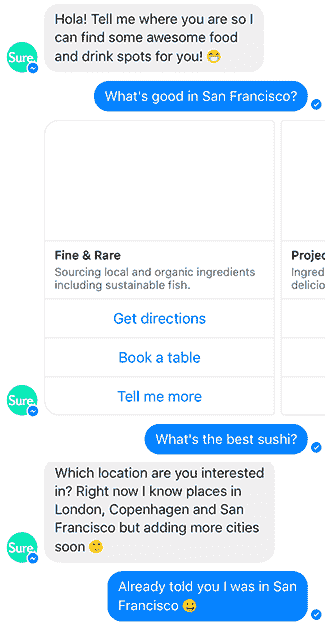 Hola! Tell me where you are so I
can find some awesome food
and drink spots for you! 😁
Sure.
What's good in San Francisco?
Fine & Rare
Sourcing local and organic ingredients
including sustainable fish.
Get directions
Book a table
Tell me more
Projec
Ingred
delicio
Sure.
What's the best sushi?
Which location are you interested
in? Right now I know places in
London, Copenhagen and San
Francisco but adding more cities
soon 🤫
Sure.
Already told you I was in San
Francisco 🤐